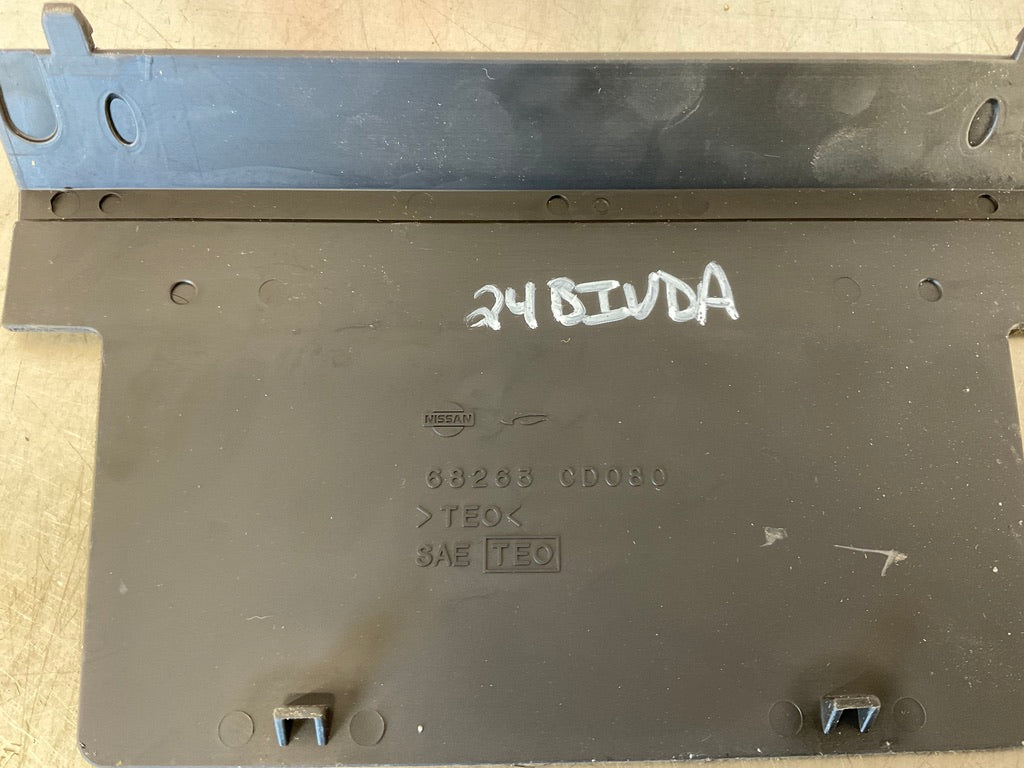 24BIVDA
NISSAN
68263 CD080
>TEO<
SAE TEO